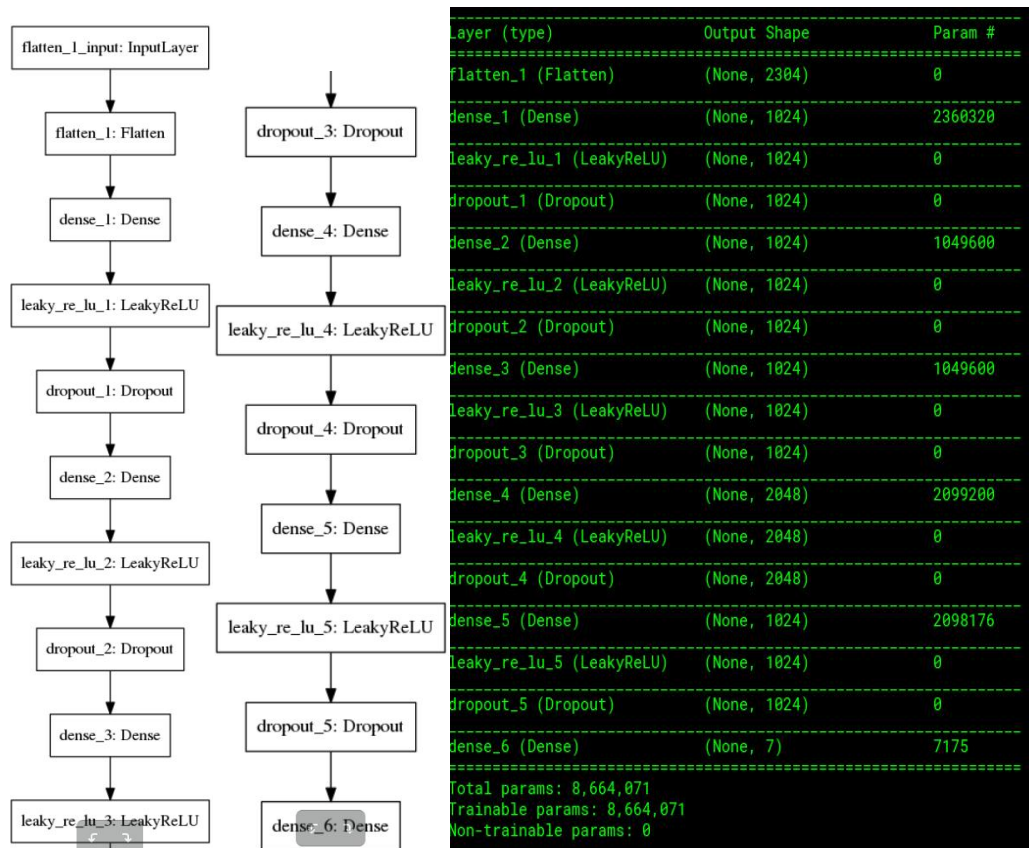 flatten_1_input: InputLayer
flatten_1: Flatten
dense_1: Dense
leaky_re_lu_1: LeakyReLU
dropout_1: Dropout
dense_2: Dense
leaky_re_lu_2: LeakyReLU
dropout_2: Dropout
dense_3: Dense
leaky_re_lu_3: LeakyReLU
dropout_3: Dropout
dense_4: Dense
leaky_re_lu_4: LeakyReLU
dropout_4: Dropout
dense_5: Dense
leaky_re_lu_5: LeakyReLU
dropout_5: Dropout
dense_6: Dense
Layer (type) Output Shape Param #
flatten_1 (Flatten) (None, 2304) 0
dense_1 (Dense) (None, 1024) 2360320
leaky_re_lu_1 (LeakyReLU) (None, 1024) 0
dropout_1 (Dropout) (None, 1024) 0
dense_2 (Dense) (None, 1024) 1049600
leaky_re_lu_2 (LeakyReLU) (None, 1024) 0
dropout_2 (Dropout) (None, 1024) 0
dense_3 (Dense) (None, 1024) 1049600
leaky_re_lu_3 (LeakyReLU) (None, 1024) 0
dropout_3 (Dropout) (None, 1024) 0
dense_4 (Dense) (None, 2048) 2099200
leaky_re_lu_4 (LeakyReLU) (None, 2048) 0
dropout_4 (Dropout) (None, 2048) 0
dense_5 (Dense) (None, 1024) 2098176
leaky_re_lu_5 (LeakyReLU) (None, 1024) 0
dropout_5 (Dropout) (None, 1024) 0
dense_6 (Dense) (None, 7) 7175
Total params: 8,664,071
Trainable params: 8,664,071
Non-trainable params: 0